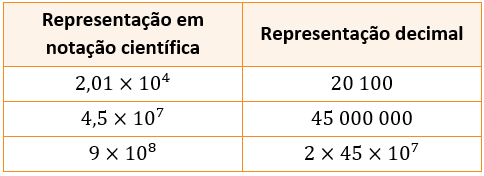 Representação em notação científica | Representação decimal
2,01 × 10⁴ | 20 100
4,5 × 10⁷ | 45 000 000
9 × 10⁸ | 2 × 45 × 10⁷